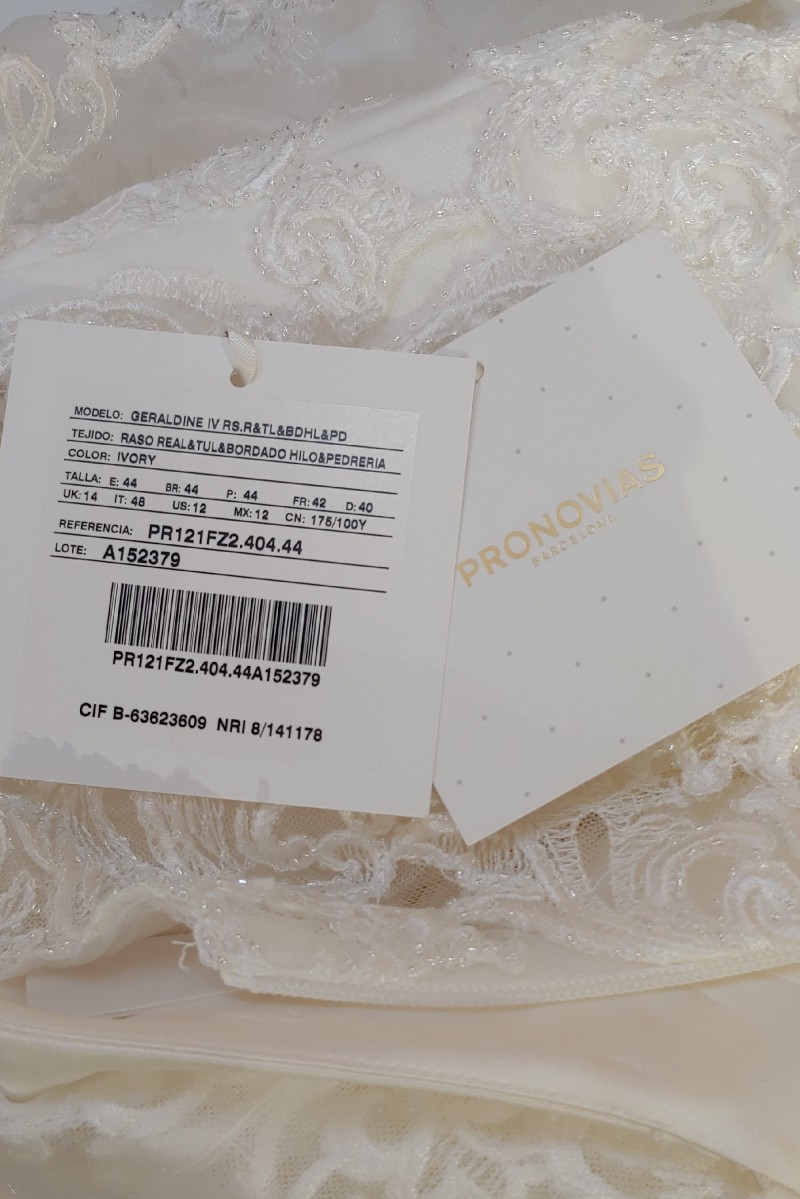 MODELO: GERALDINE IV RS.R&TL&BDHL&PD
TEJIDO: RASO REAL&TUL&BORDADO HILO&PEDRERIA
COLOR: IVORY
TALLA: E: 44 BR: 44 P: 44 FR: 42 D: 40
UK: 14 IT: 48 US: 12 MX: 12 CN: 175/100Y
REFERENCIA: PR121FZ2.404.44
LOTE: A152379
PR121FZ2.404.44A152379
CIF B-63623609 NRI 8/141178
PRONOVIAS
BARCELONA